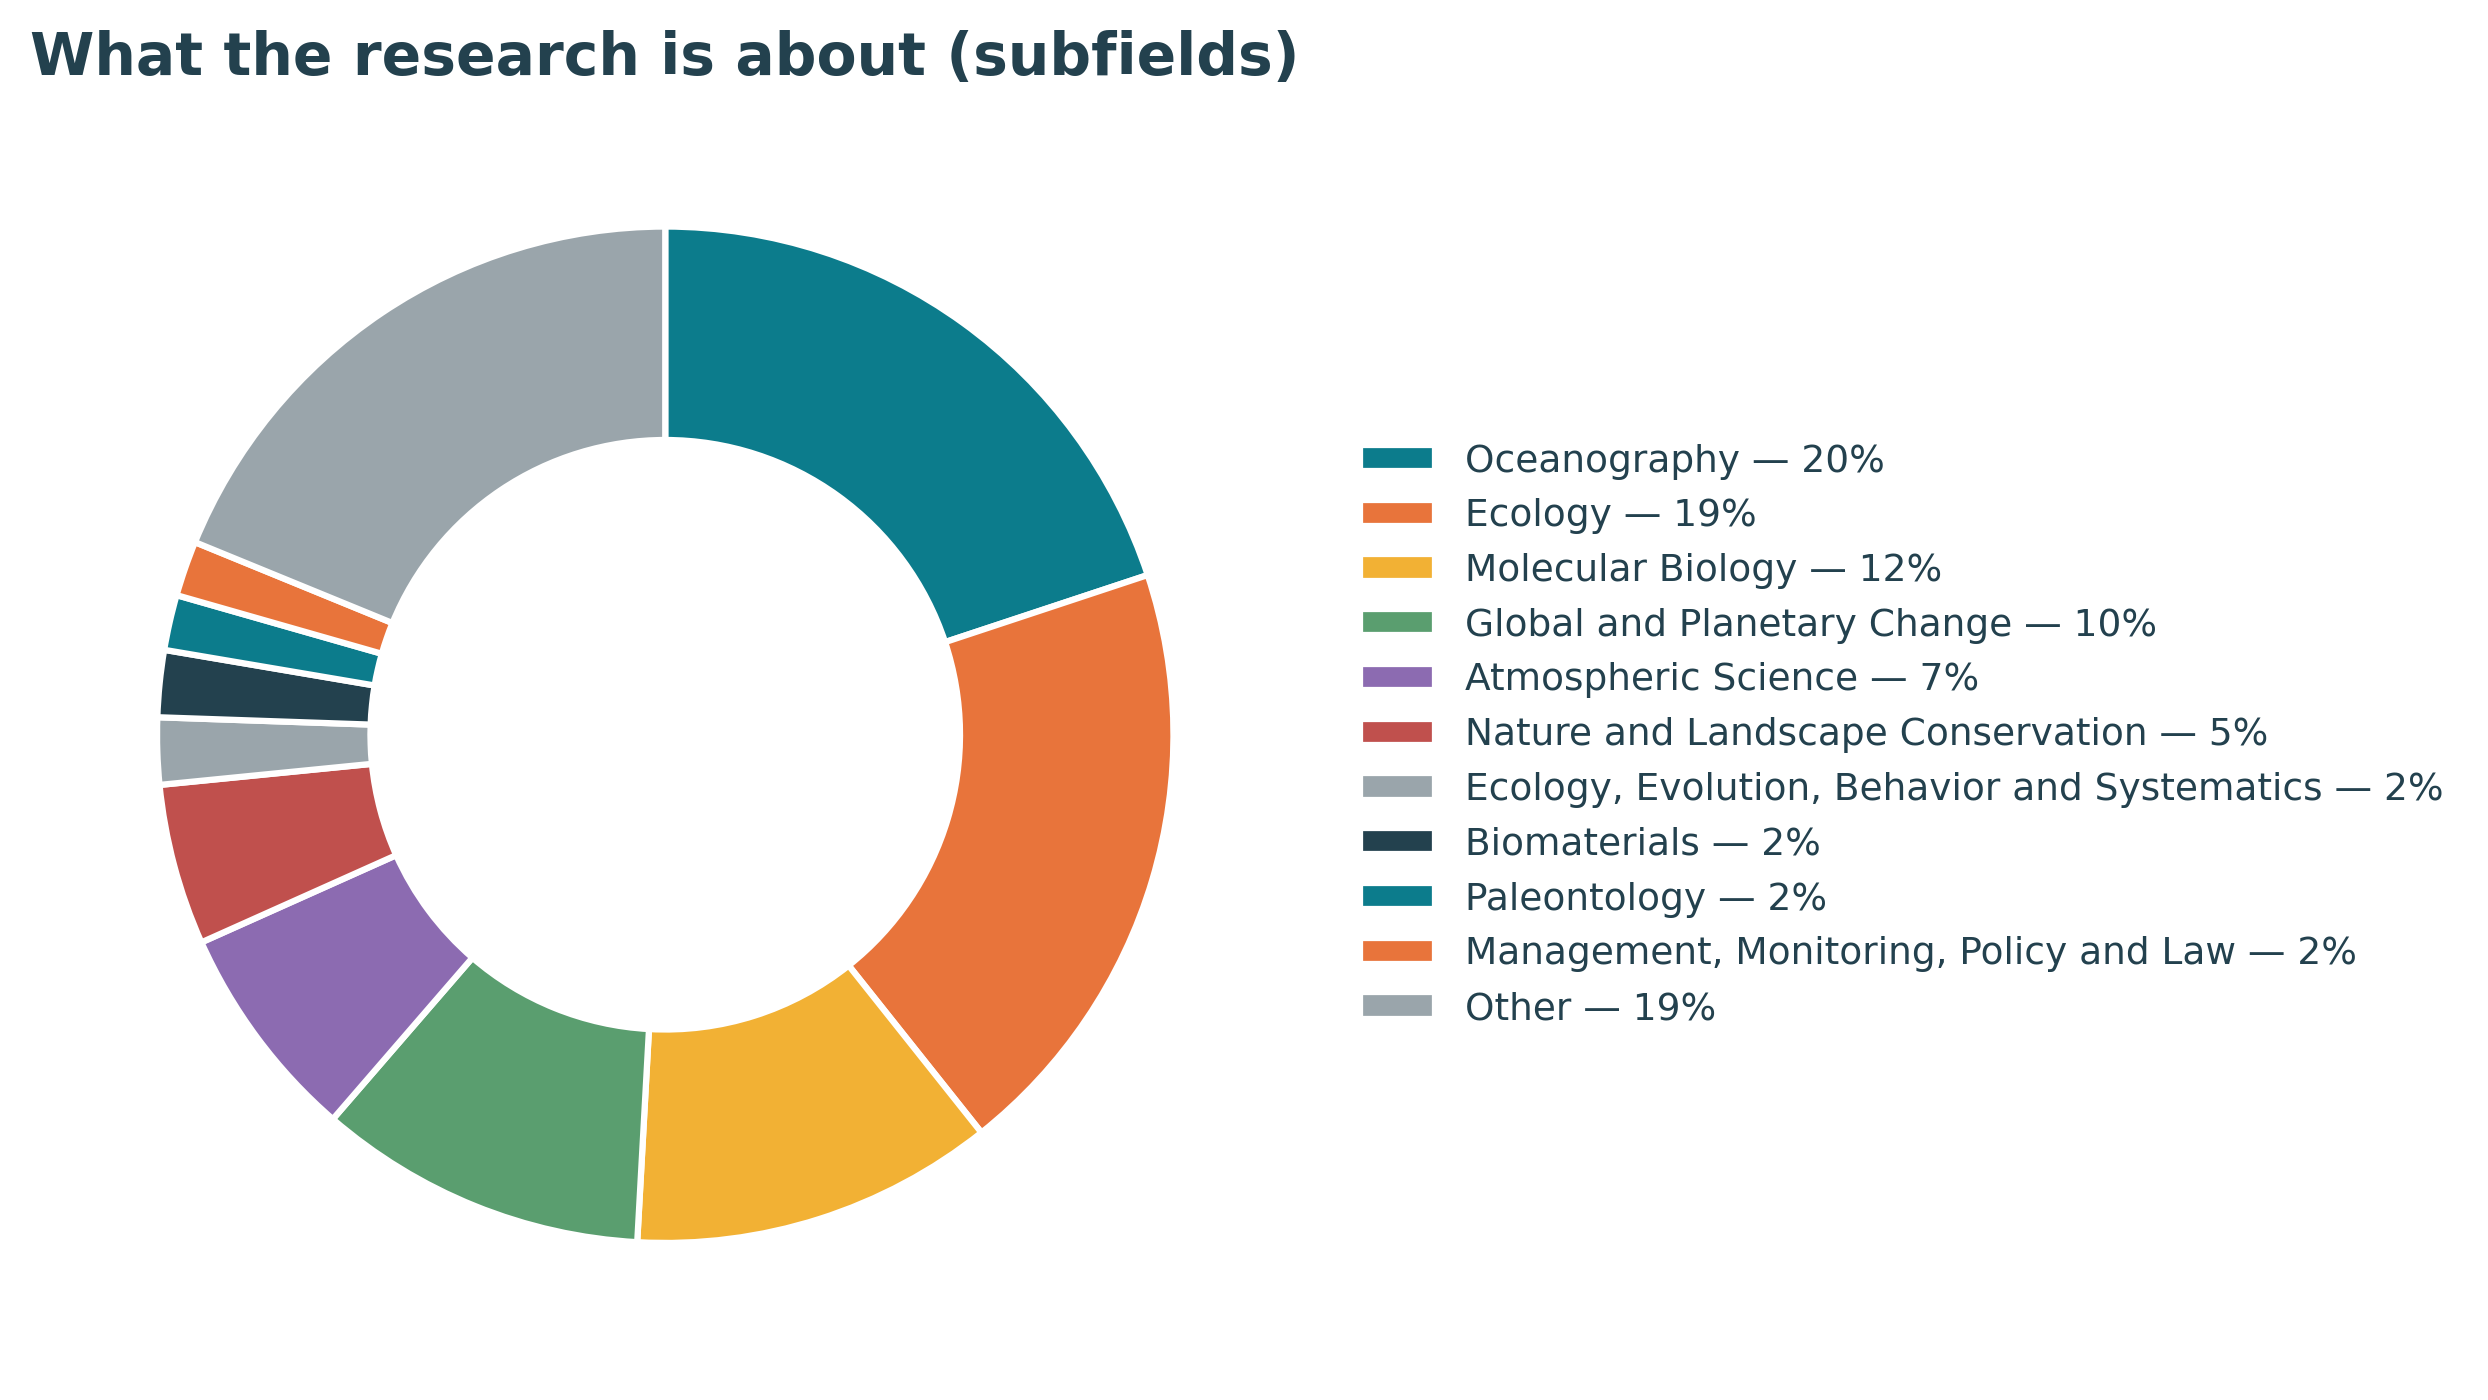 What the research is about (subfields)
Oceanography — 20%
Ecology — 19%
Molecular Biology — 12%
Global and Planetary Change — 10%
Atmospheric Science — 7%
Nature and Landscape Conservation — 5%
Ecology, Evolution, Behavior and Systematics — 2%
Biomaterials — 2%
Paleontology — 2%
Management, Monitoring, Policy and Law — 2%
Other — 19%